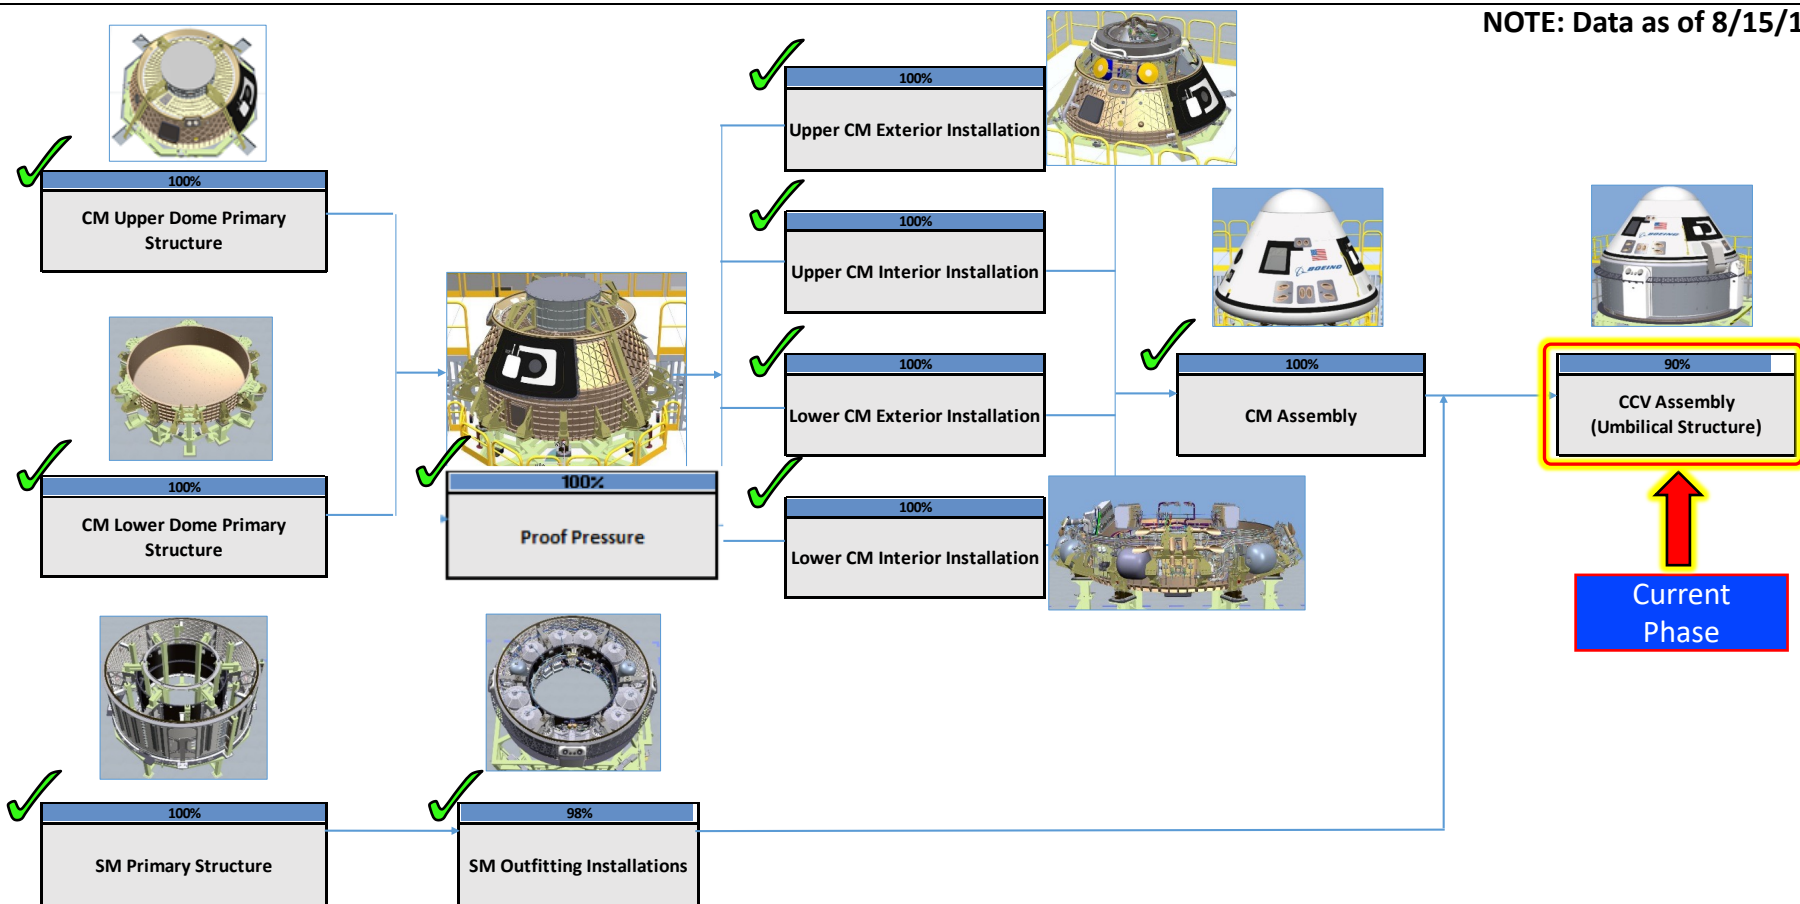 NOTE: Data as of 8/15/1
100%
Upper CM Exterior Installation
100%
CM Upper Dome Primary
Structure
100%
Upper CM Interior Installation
BOEING
BOEING
100%
Lower CM Exterior Installation
100%
CM Assembly
90%
CCV Assembly
(Umbilical Structure)
100%
CM Lower Dome Primary
Structure
100%
Proof Pressure
100%
Lower CM Interior Installation
Current
Phase
100%
SM Primary Structure
98%
SM Outfitting Installations